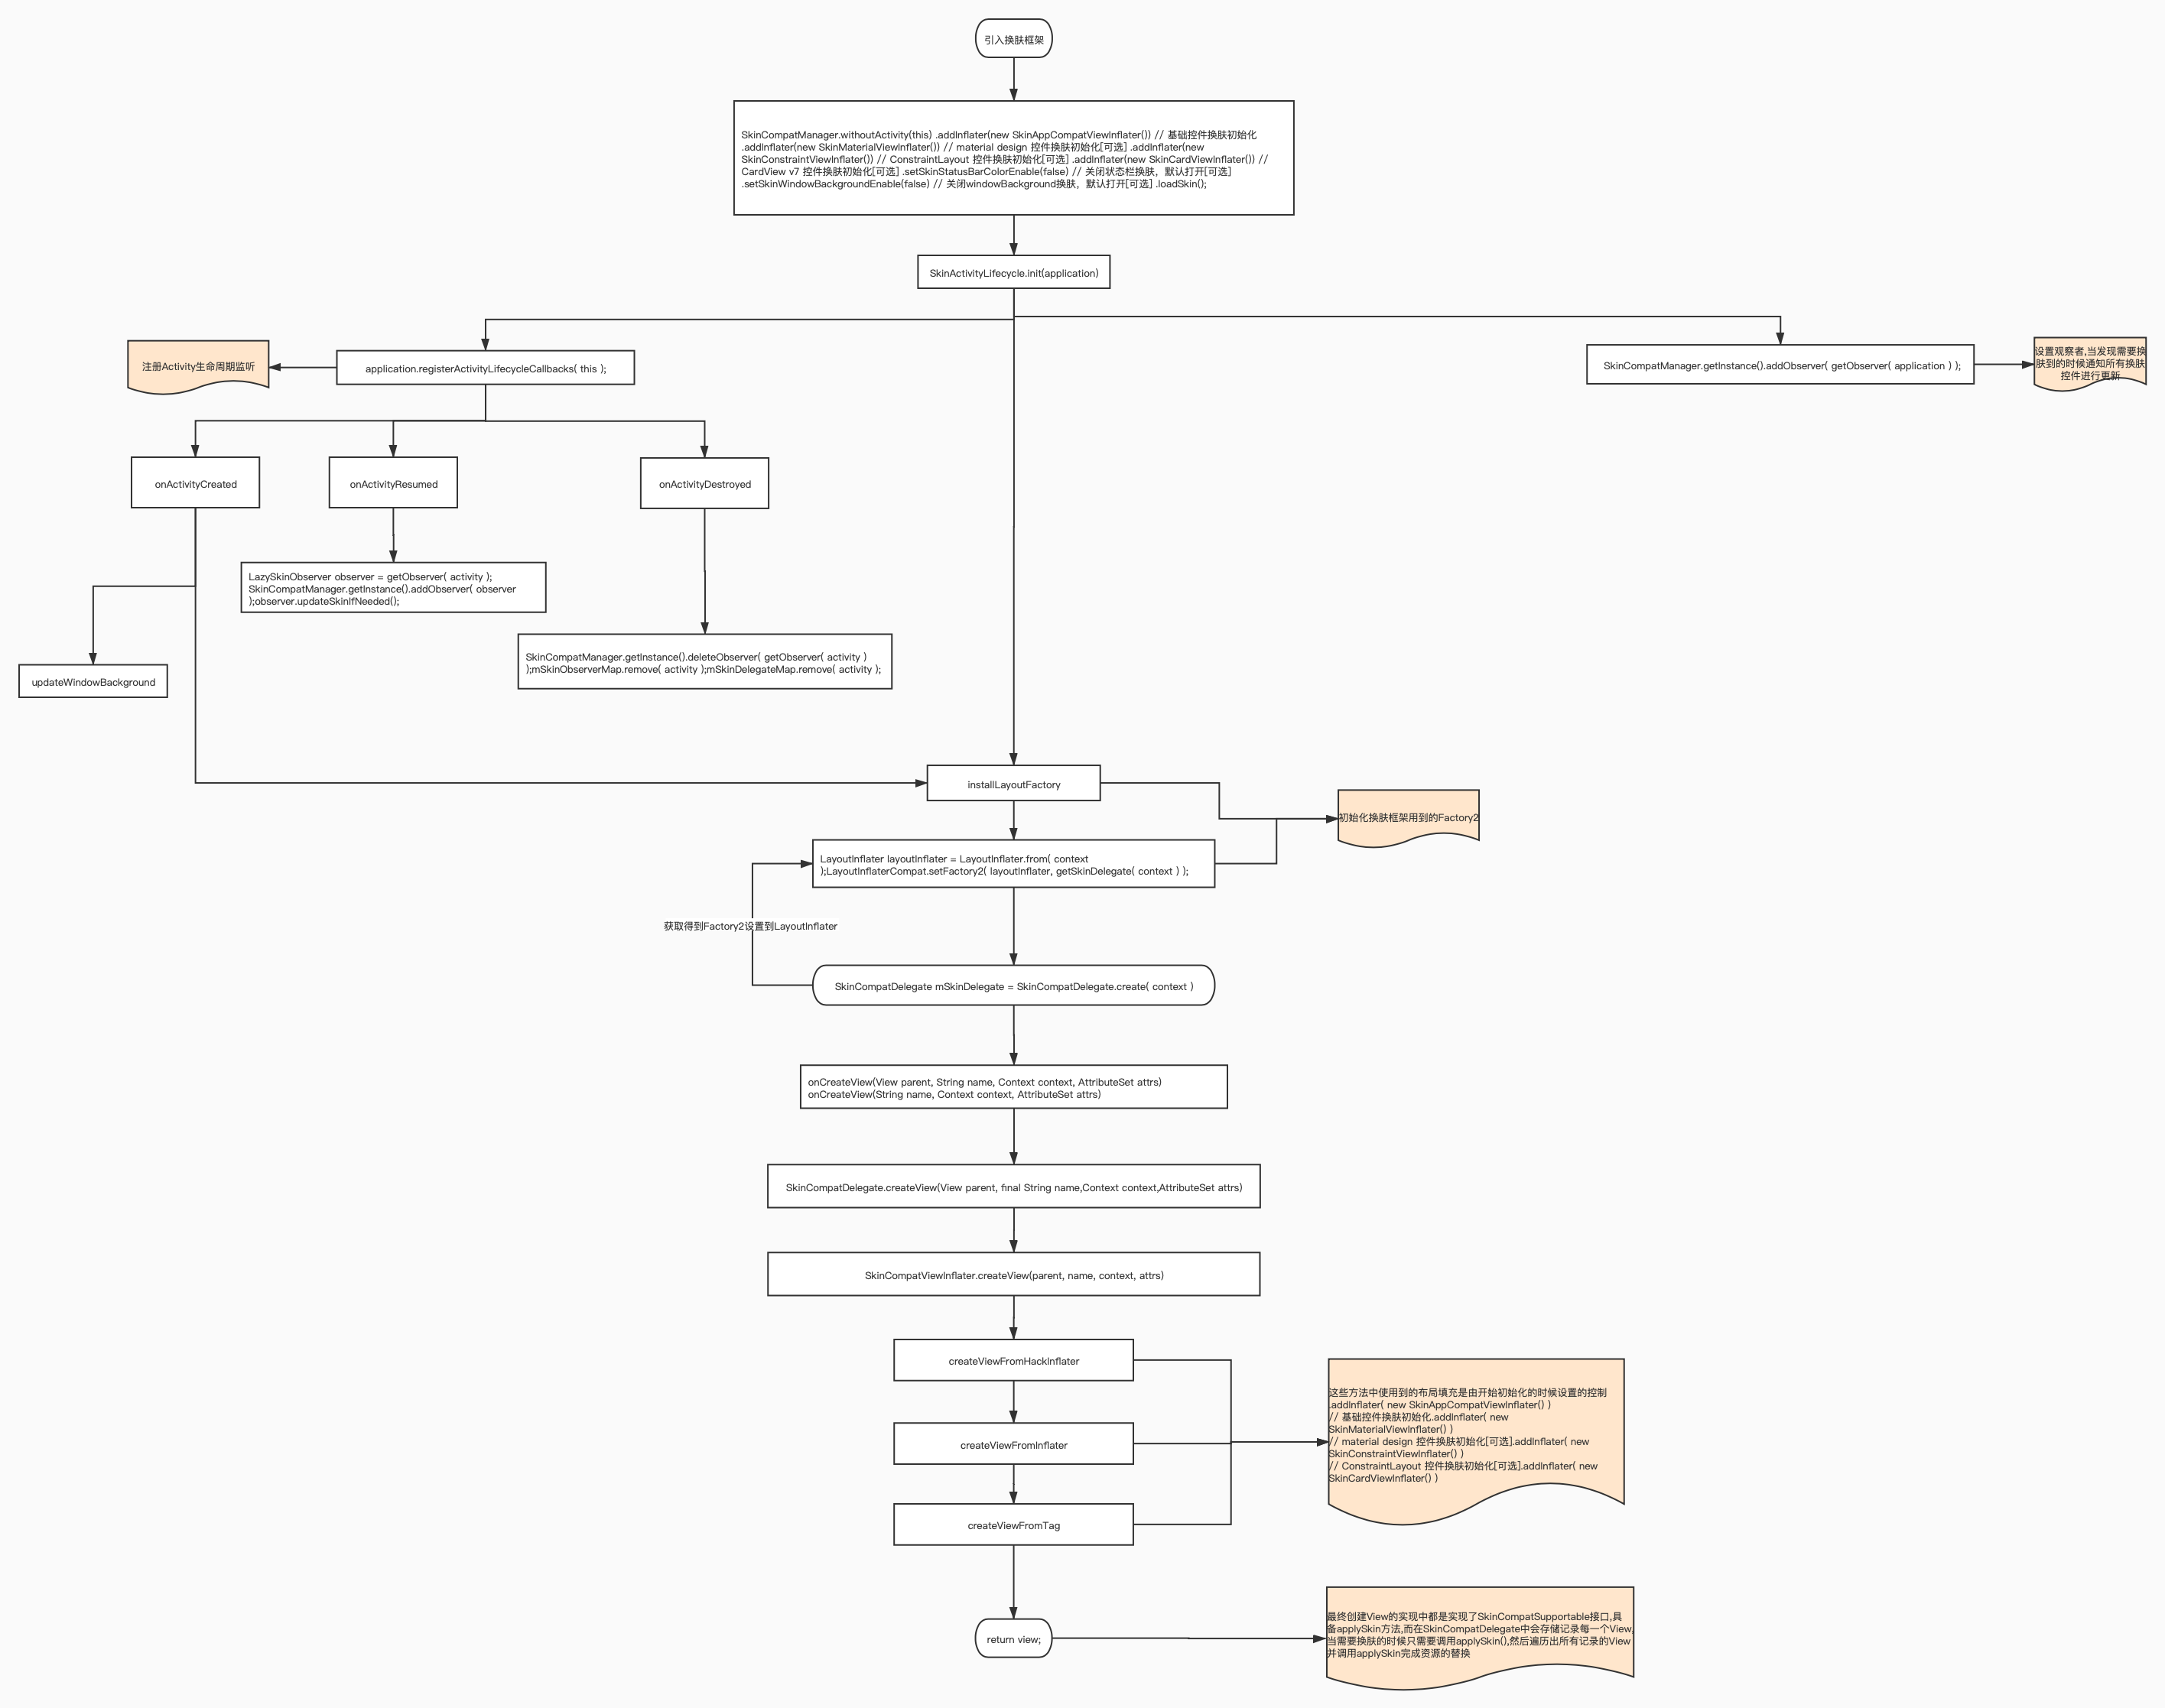 引入换肤框架
SkinCompatManager.withoutActivity(this) .addInflater(new SkinAppCompatViewInflater()) // 基础控件换肤初始化
.addInflater(new SkinMaterialViewInflater()) // material design 控件换肤初始化[可选] .addInflater(new
SkinConstraintViewInflater()) // ConstraintLayout 控件换肤初始化[可选] .addInflater(new SkinCardViewInflater()) //
CardView v7 控件换肤初始化[可选] .setSkinStatusBarColorEnable(false) // 关闭状态栏换肤，默认打开[可选]
.setSkinWindowBackgroundEnable(false) // 关闭windowBackground换肤，默认打开[可选] .loadSkin();
SkinActivityLifecycle.init(application)
注册Activity生命周期监听
application.registerActivityLifecycleCallbacks( this );
SkinCompatManager.getInstance().addObserver( getObserver( application ) );
设置观察者,当发现需要换
肤到的时候通知所有换肤
控件进行更新
onActivityCreated
onActivityResumed
onActivityDestroyed
LazySkinObserver observer = getObserver( activity );
SkinCompatManager.getInstance().addObserver( observer
);observer.updateSkinIfNeeded();
SkinCompatManager.getInstance().deleteObserver( getObserver( activity )
);mSkinObserverMap.remove( activity );mSkinDelegateMap.remove( activity );
updateWindowBackground
installLayoutFactory
初始化换肤框架用到的Factory2
LayoutInflater layoutInflater = LayoutInflater.from( context
);LayoutInflaterCompat.setFactory2( layoutInflater, getSkinDelegate( context ) );
获取得到Factory2设置到LayoutInflater
SkinCompatDelegate mSkinDelegate = SkinCompatDelegate.create( context )
onCreateView(View parent, String name, Context context, AttributeSet attrs)
onCreateView(String name, Context context, AttributeSet attrs)
SkinCompatDelegate.createView(View parent, final String name,Context context,AttributeSet attrs)
SkinCompatViewInflater.createView(parent, name, context, attrs)
createViewFromHackInflater
createViewFromInflater
createViewFromTag
这些方法中使用到的布局填充是由开始初始化的时候设置的控制
.addInflater( new SkinAppCompatViewInflater() )
// 基础控件换肤初始化.addInflater( new
SkinMaterialViewInflater() )
// material design 控件换肤初始化[可选].addInflater( new
SkinConstraintViewInflater() )
// ConstraintLayout 控件换肤初始化[可选].addInflater( new
SkinCardViewInflater() )
return view;
最终创建View的实现中都是实现了SkinCompatSupportable接口,具
备applySkin方法,而在SkinCompatDelegate中会存储记录每一个View,
当需要换肤的时候只需要调用applySkin(),然后遍历出所有记录的View
并调用applySkin完成资源的替换